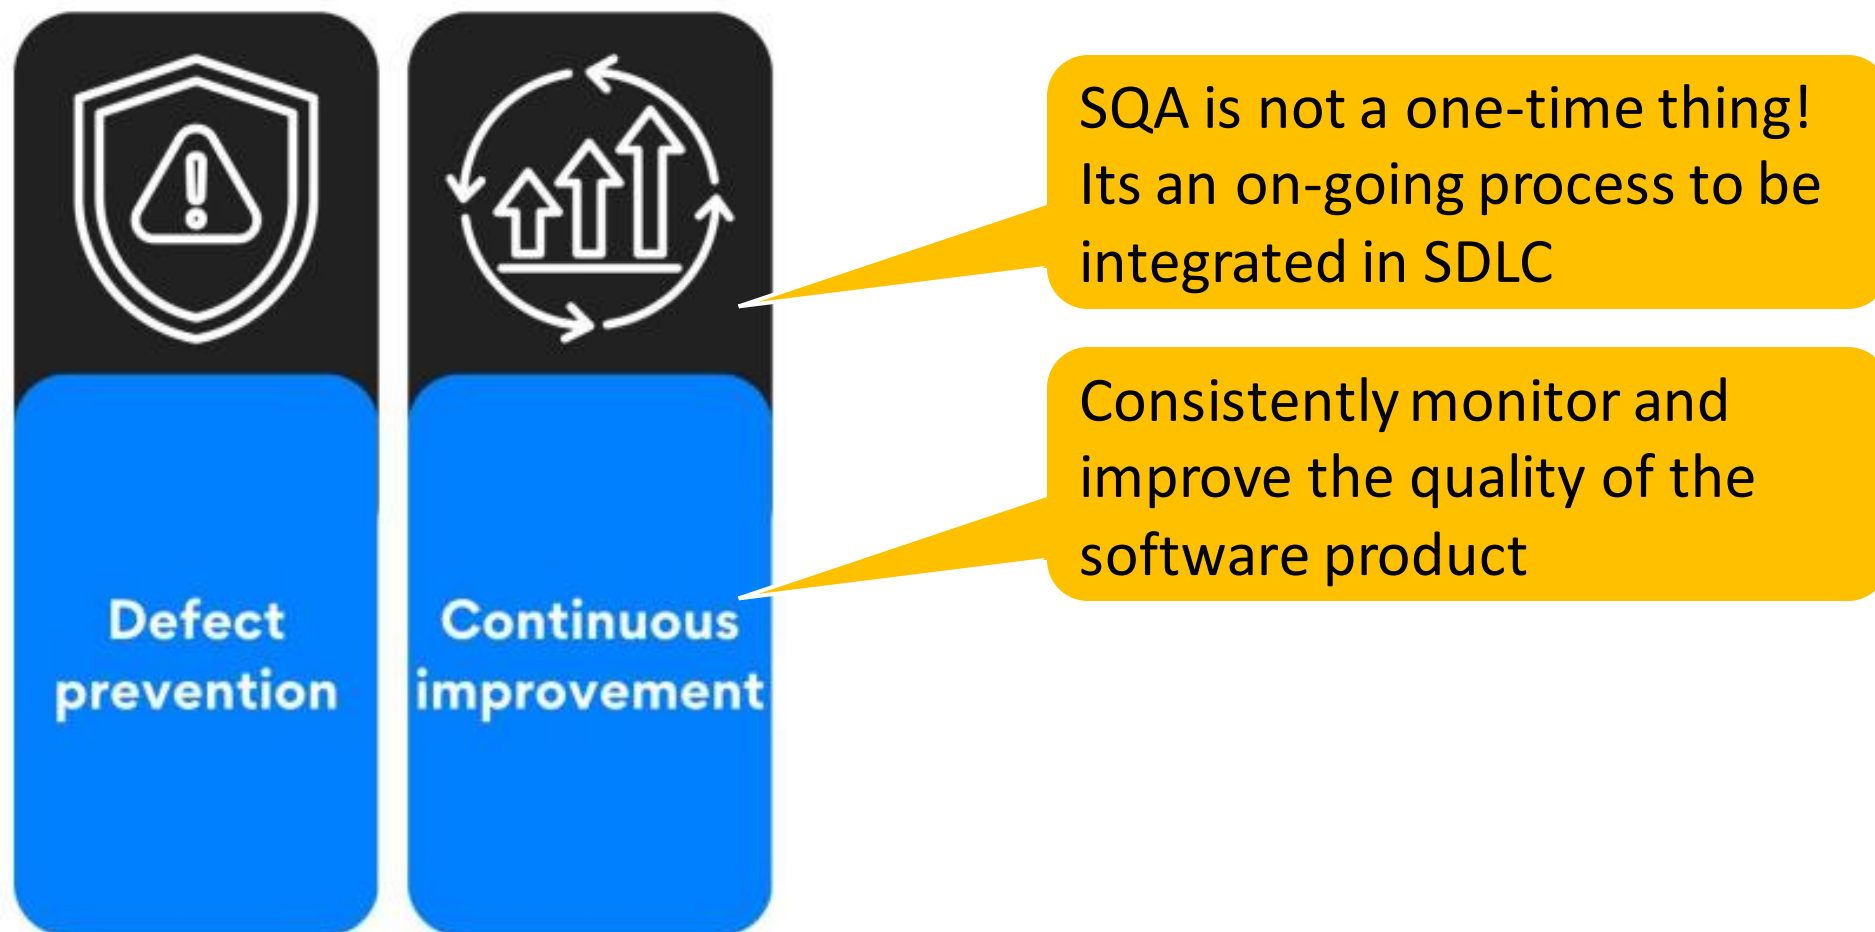 Defect
prevention
Continuous
improvement
SQA is not a one-time thing!
Its an on-going process to be
integrated in SDLC
Consistently monitor and
improve the quality of the
software product